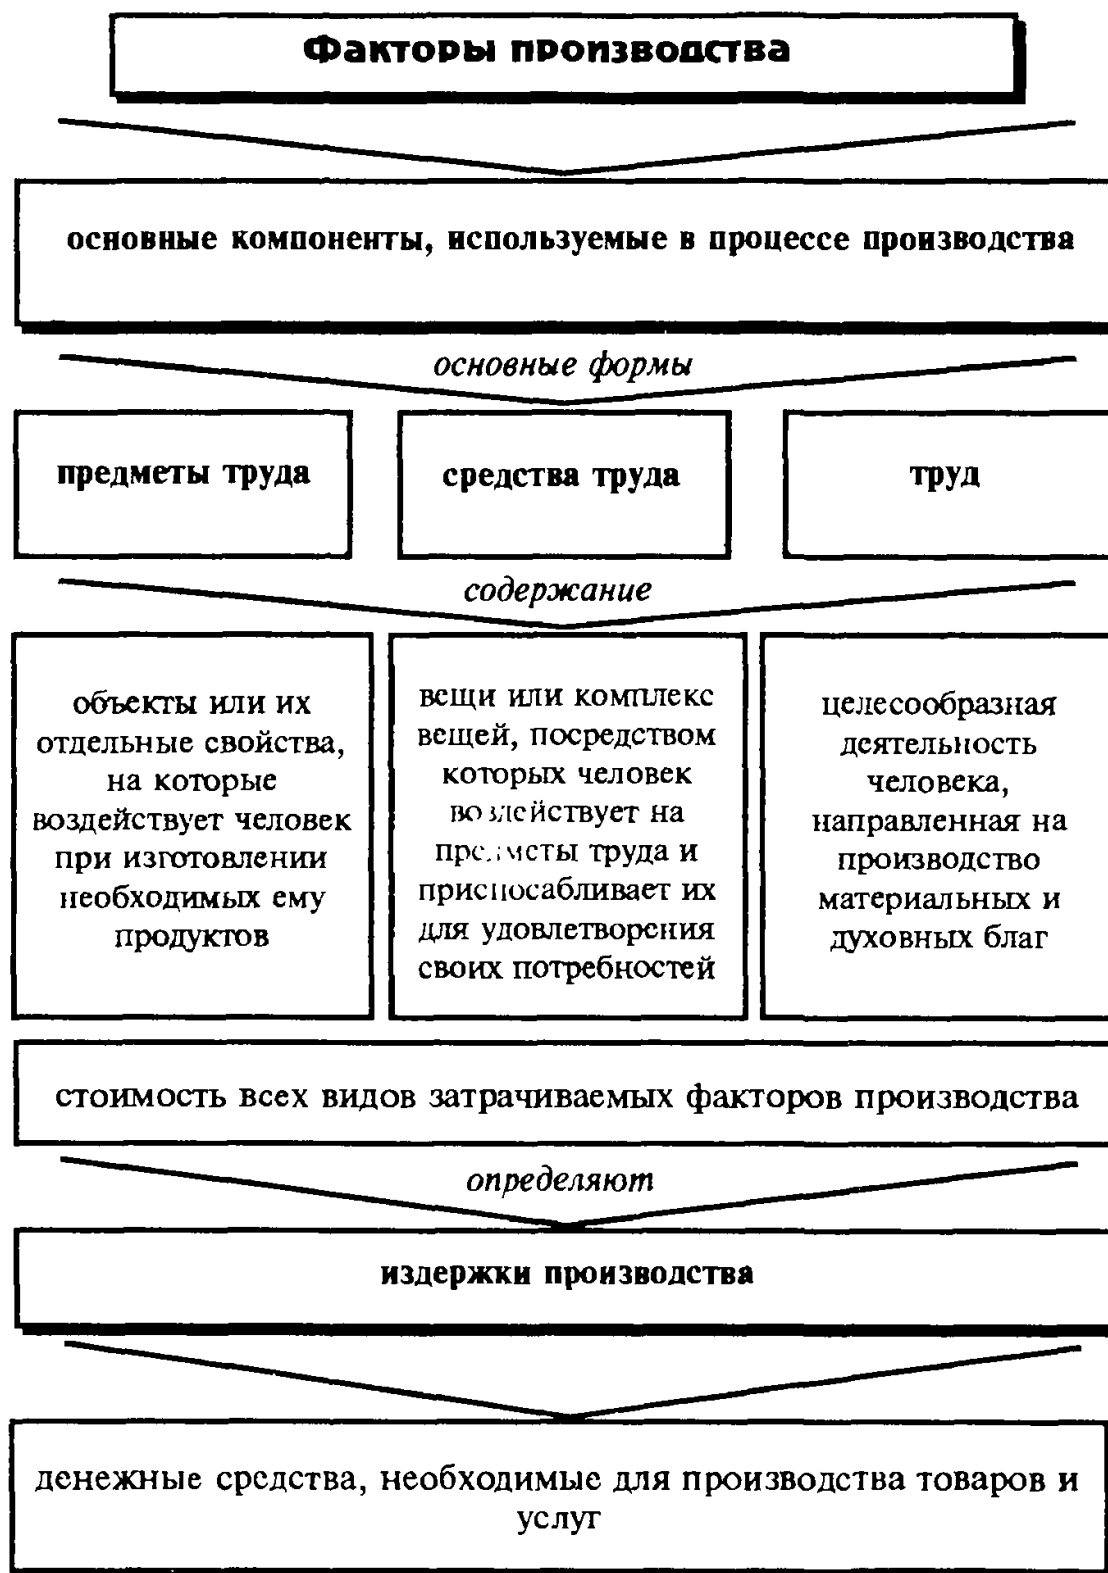 Факторы производства
основные компоненты, используемые в процессе производства
основные формы
предметы труда
средства труда
труд
содержание
объекты или их
отдельные свойства,
на которые
воздействует человек
при изготовлении
необходимых ему
продуктов
вещи или комплекс
вещей, посредством
которых человек
воздействует на
предметы труда и
приспосабливает их
для удовлетворения
своих потребностей
целесообразная
деятельность
человека,
направленная на
производство
материальных и
духовных благ
стоимость всех видов затрачиваемых факторов производства
определяют
издержки производства
денежные средства, необходимые для производства товаров и
услуг